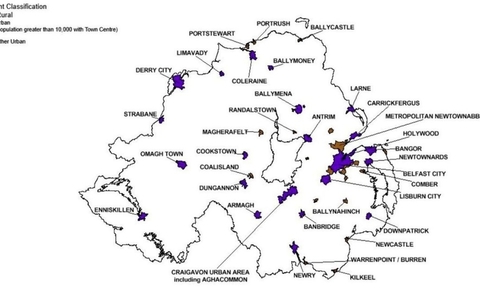 nt Classification
tural
rban
opulation greater than 10,000 with Town Centre)
ther Urban
PORTRUSH
PORTSTEWART
BALLYCASTLE
LIMAVADY
DERRY CITY
BALLYMONEY
COLERAINE
BALLYMENA
LARNE
CARRICKFERGUS
RANDALSTOWN
ANTRIM
METROPOLITAN NEWTOWNABB
STRABANE
MAGHERAFELT
HOLYWOOD
BANGOR
COOKSTOWN
NEWTOWNARDS
OMAGH TOWN
COALISLAND
BELFAST CITY
DUNGANNON
COMBER
LISBURN CITY
ENNISKILLEN
ARMAGH
BALLYNAHINCH
BANBRIDGE
DOWNPATRICK
NEWCASTLE
CRAIGAVON URBAN AREA
including AGHACOMMON
WARRENPOINT / BURREN
NEWRY
KILKEEL